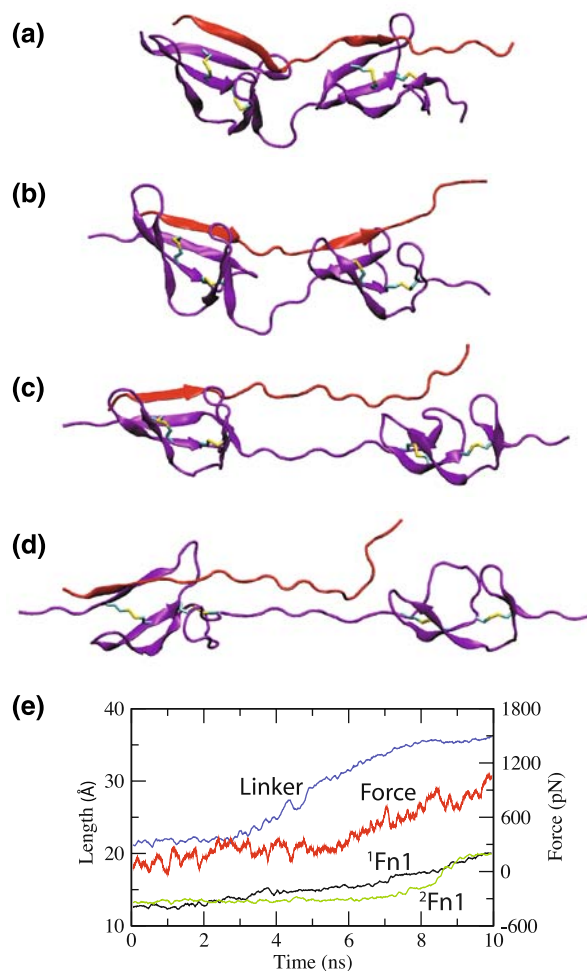 (a)
(b)
(c)
(d)
(e)
40
30
20
10
Length (Å)
1800
1200
600
0
-600
Force (pN)
Linker
Force
¹Fn1
²Fn1
0 2 4 6 8 10
Time (ns)